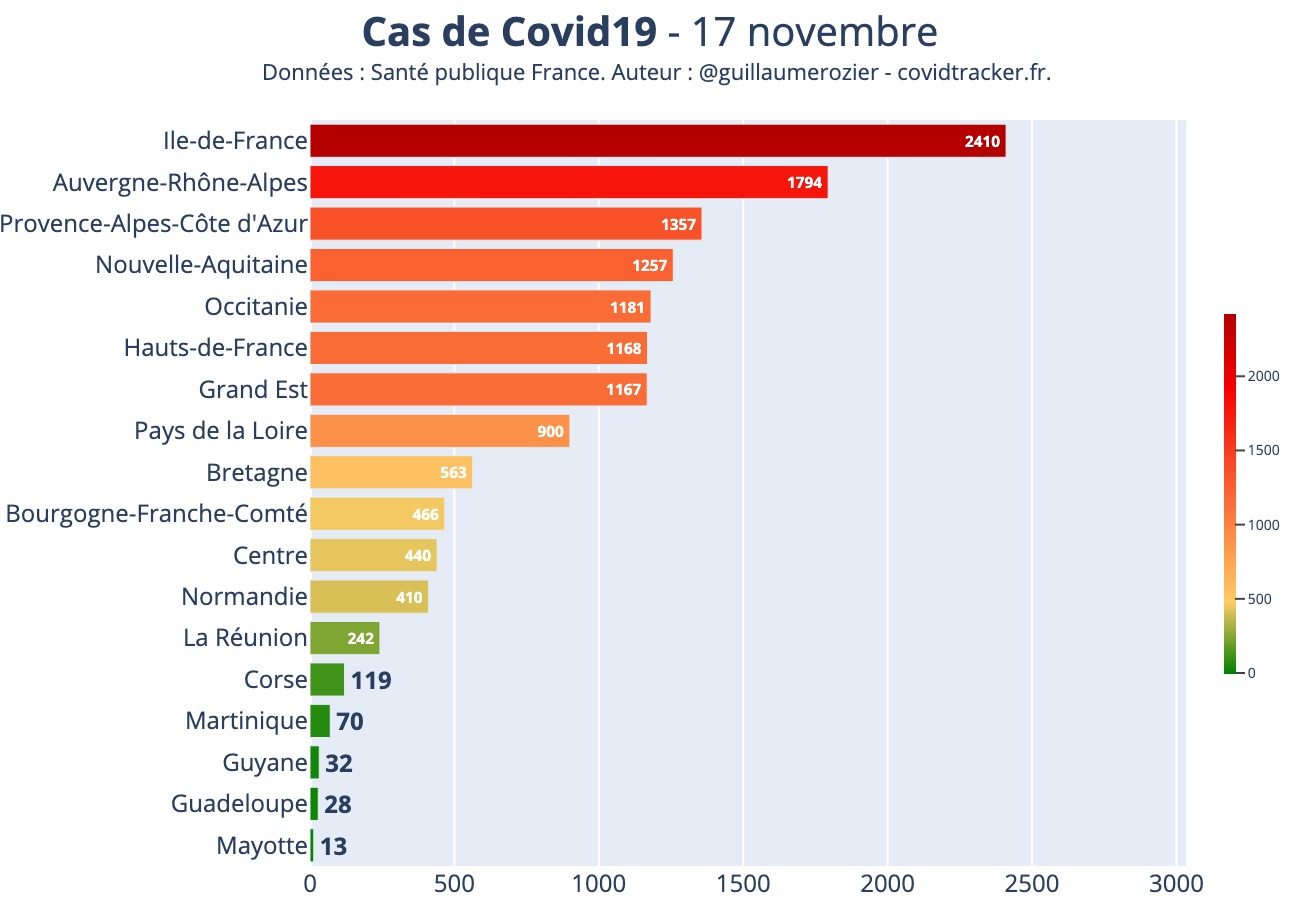 Cas de Covid19 - 17 novembre
Données : Santé publique France. Auteur : @guillaumerozier - covidtracker.fr.
Ile-de-France 2410
Auvergne-Rhône-Alpes 1794
Provence-Alpes-Côte d'Azur 1357
Nouvelle-Aquitaine 1257
Occitanie 1181
Hauts-de-France 1168
Grand Est 1167
Pays de la Loire 900
Bretagne 563
Bourgogne-Franche-Comté 466
Centre 440
Normandie 410
La Réunion 242
Corse 119
Martinique 70
Guyane 32
Guadeloupe 28
Mayotte 13
0 500 1000 1500 2000 2500 3000
2000
1500
1000
500
0